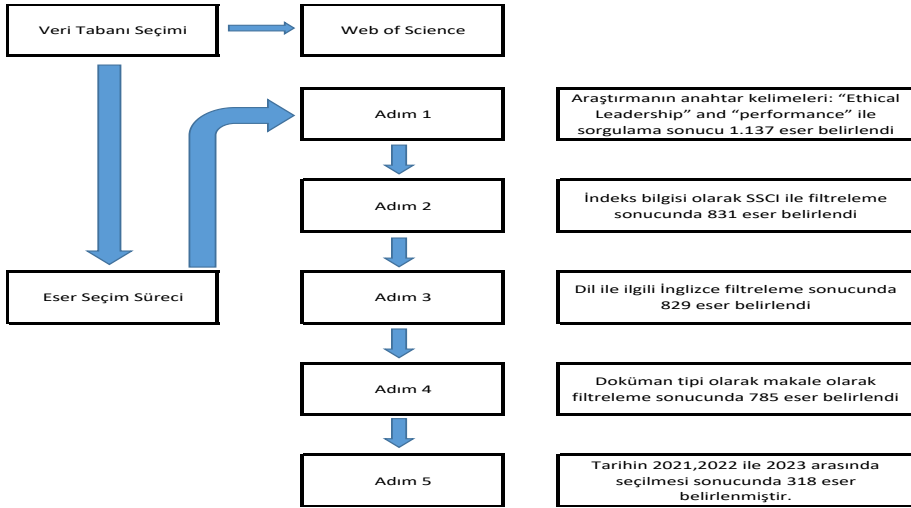 Veri Tabanı Seçimi
Web of Science
Adım 1
Araştırmanın anahtar kelimeleri: “Ethical
Leadership” and “performance” ile
sorgulama sonucu 1.137 eser belirlendi
Adım 2
İndeks bilgisi olarak SSCI ile filtreleme
sonucunda 831 eser belirlendi
Eser Seçim Süreci
Adım 3
Dil ile ilgili İnglizce filtreleme sonucunda
829 eser belirlendi
Adım 4
Doküman tipi olarak makale olarak
filtreleme sonucunda 785 eser belirlendi
Adım 5
Tarihin 2021,2022 ile 2023 arasında
seçilmesi sonucunda 318 eser
belirlenmiştir.